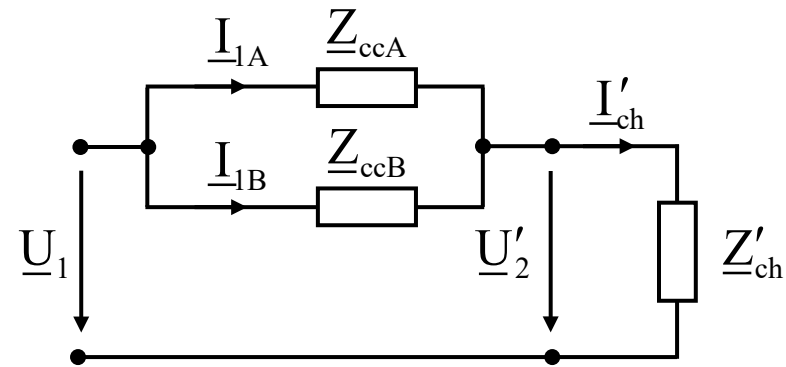 I1A
ZccA
I1B
ZccB
I′ch
U1
U′2
Z′ch